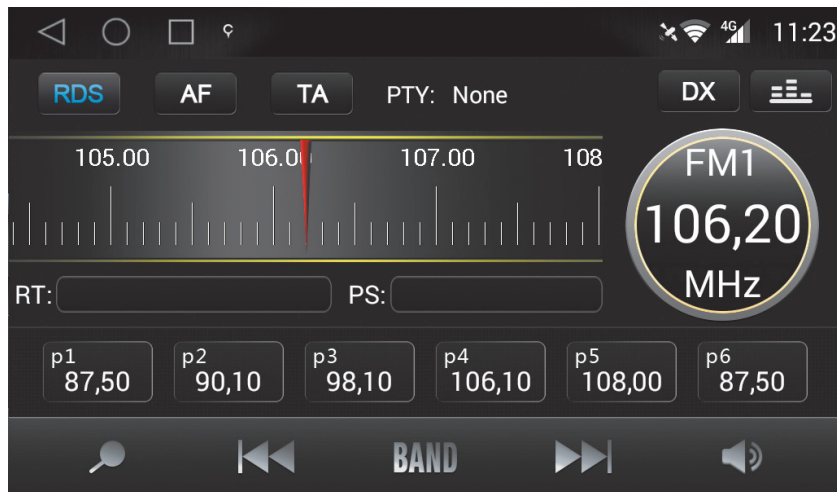 ç 4G 11:23
RDS AF TA PTY: None DX
105.00 106.00 107.00 108
FM1
106,20
MHz
RT: PS:
p1 p2 p3 p4 p5 p6
87,50 90,10 98,10 106,10 108,00 87,50
BAND